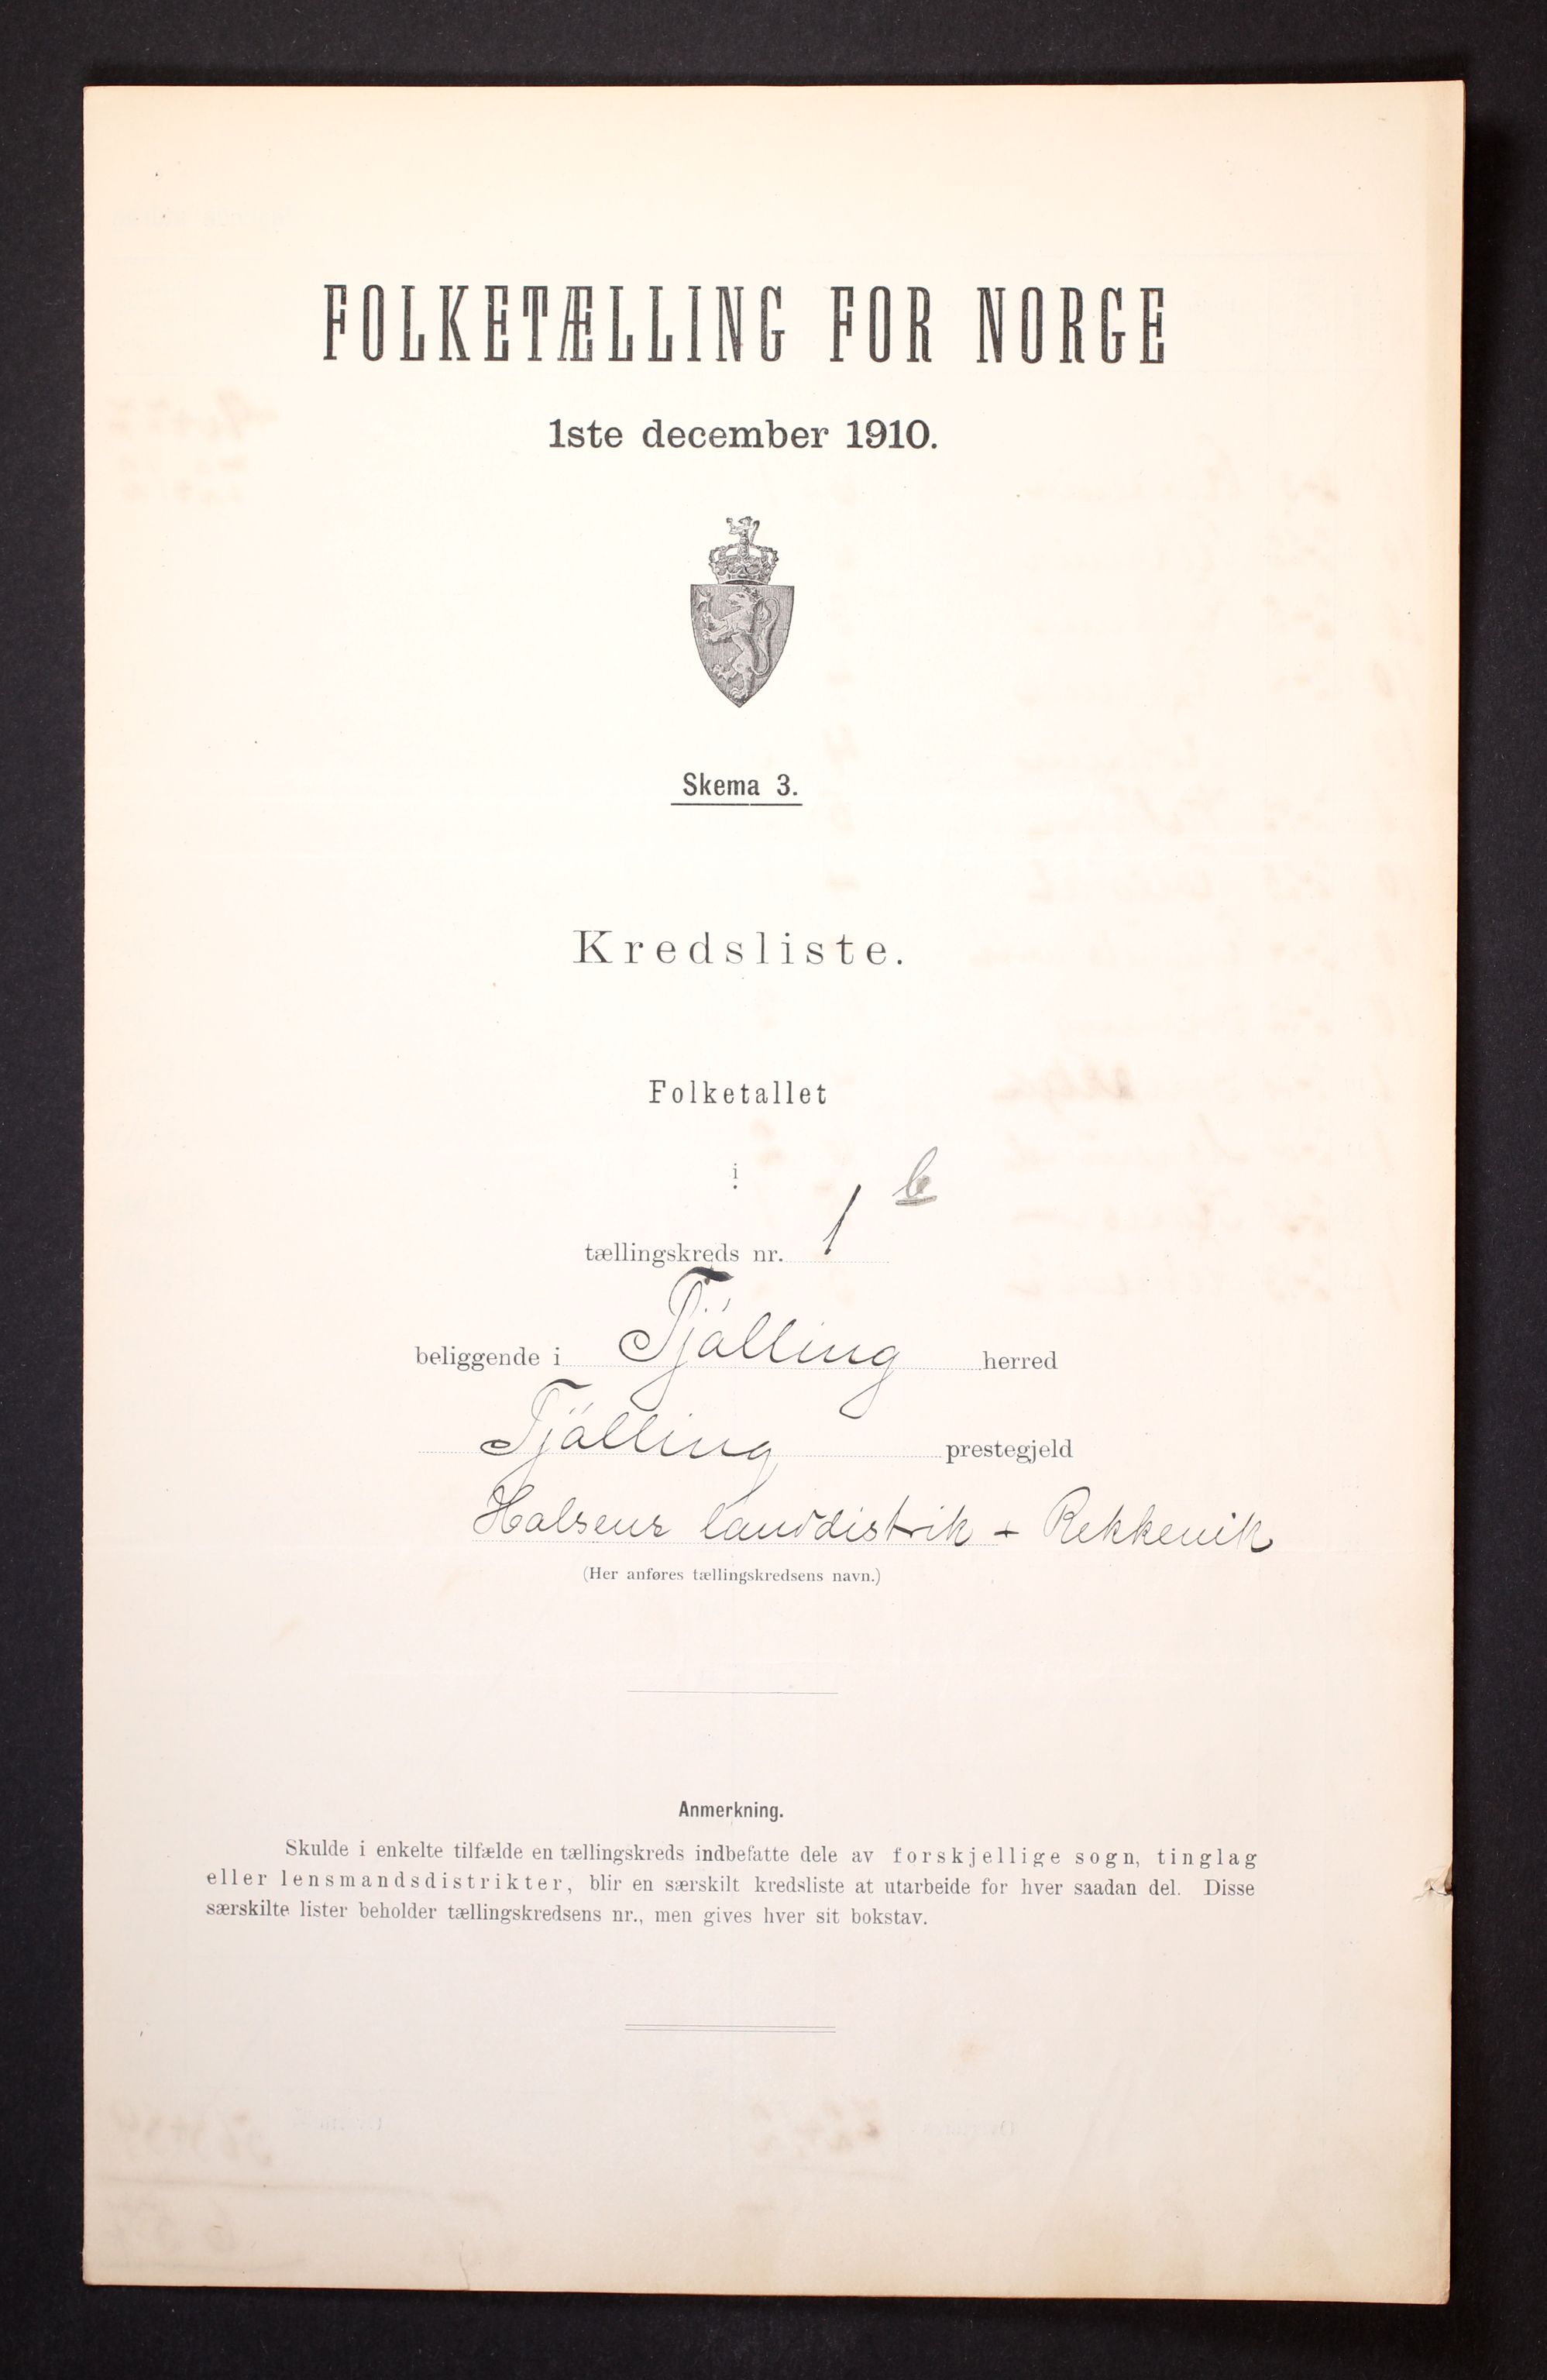 FOLKETÆLLING FOR NORGE
1ste december 1910.
Skema 3.
Kredsliste.
Folketallet
i
tællingskreds nr. 1 b
beliggende i Tjölling herred
Tjölling prestegjeld
Halsens landdistrik + Rekkevik
(Her anføres tællingskredsens navn.)
Anmerkning.
Skulde i enkelte tilfælde en tællingskreds indbefatte dele av forskjellige sogn, tinglag
eller lensmandsdistrikter, blir en særskilt kredsliste at utarbeide for hver saadan del. Disse
særskilte lister beholder tællingskredsens nr., men gives hver sit bokstav.